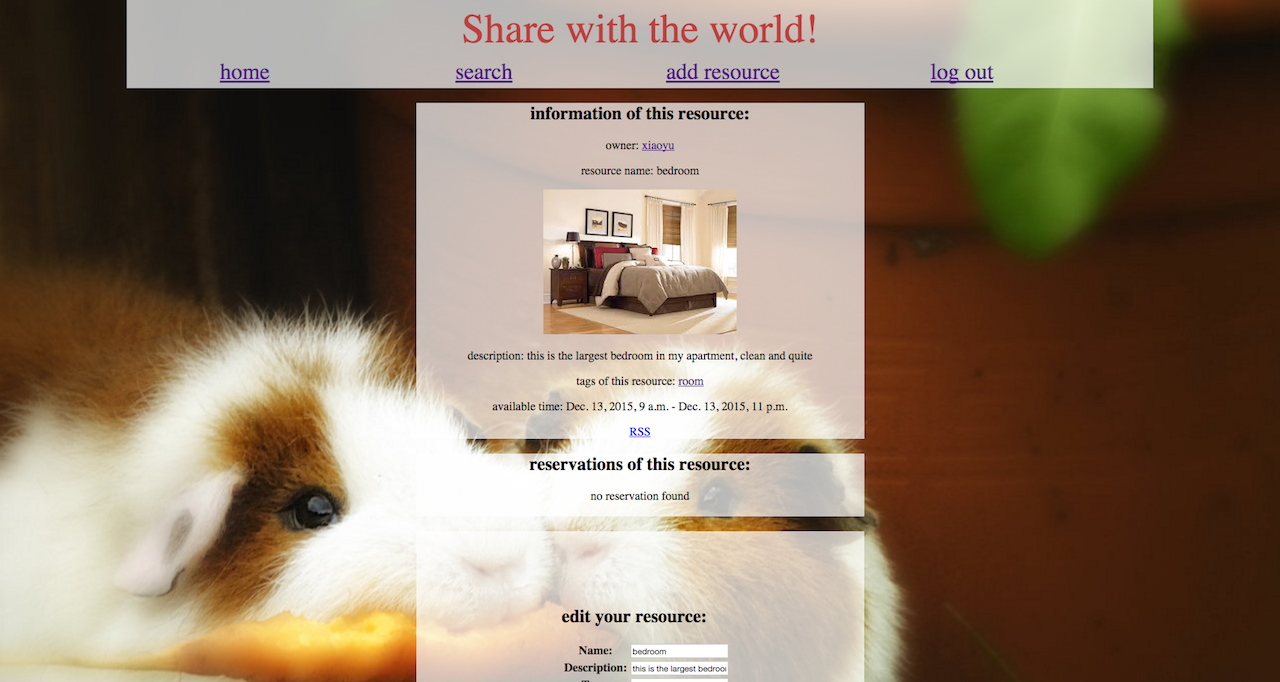 Share with the world!
home search add resource log out
information of this resource:
owner: xiaoyu
resource name: bedroom
description: this is the largest bedroom in my apartment, clean and quite
tags of this resource: room
available time: Dec. 13, 2015, 9 a.m. - Dec. 13, 2015, 11 p.m.
RSS
reservations of this resource:
no reservation found
edit your resource:
Name: bedroom
Description: this is the largest bedroo